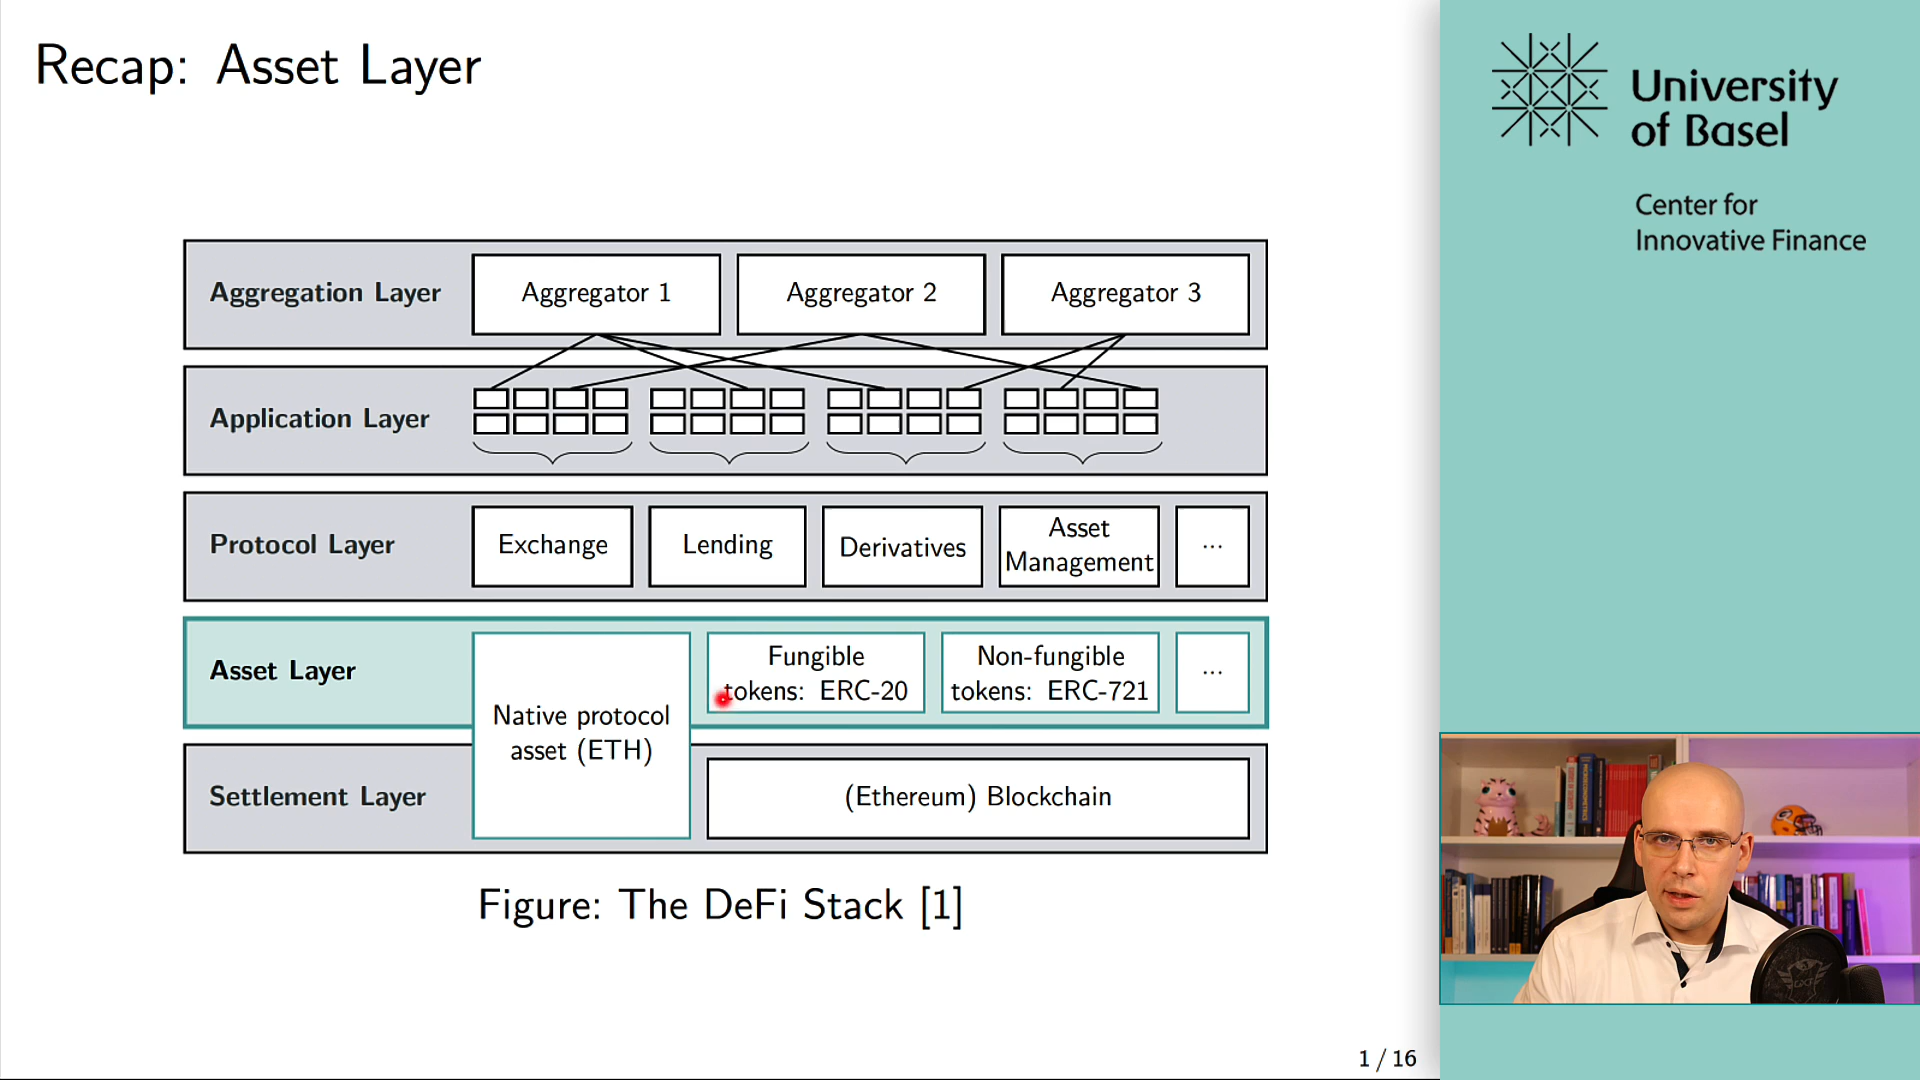 Recap: Asset Layer
University
of Basel
Center for
Innovative Finance
Aggregation Layer
Aggregator 1
Aggregator 2
Aggregator 3
Application Layer
Protocol Layer
Exchange
Lending
Derivatives
Asset
Management
...
Asset Layer
Native protocol
asset (ETH)
Fungible
tokens: ERC-20
Non-fungible
tokens: ERC-721
...
Settlement Layer
(Ethereum) Blockchain
Figure: The DeFi Stack [1]
1 / 16